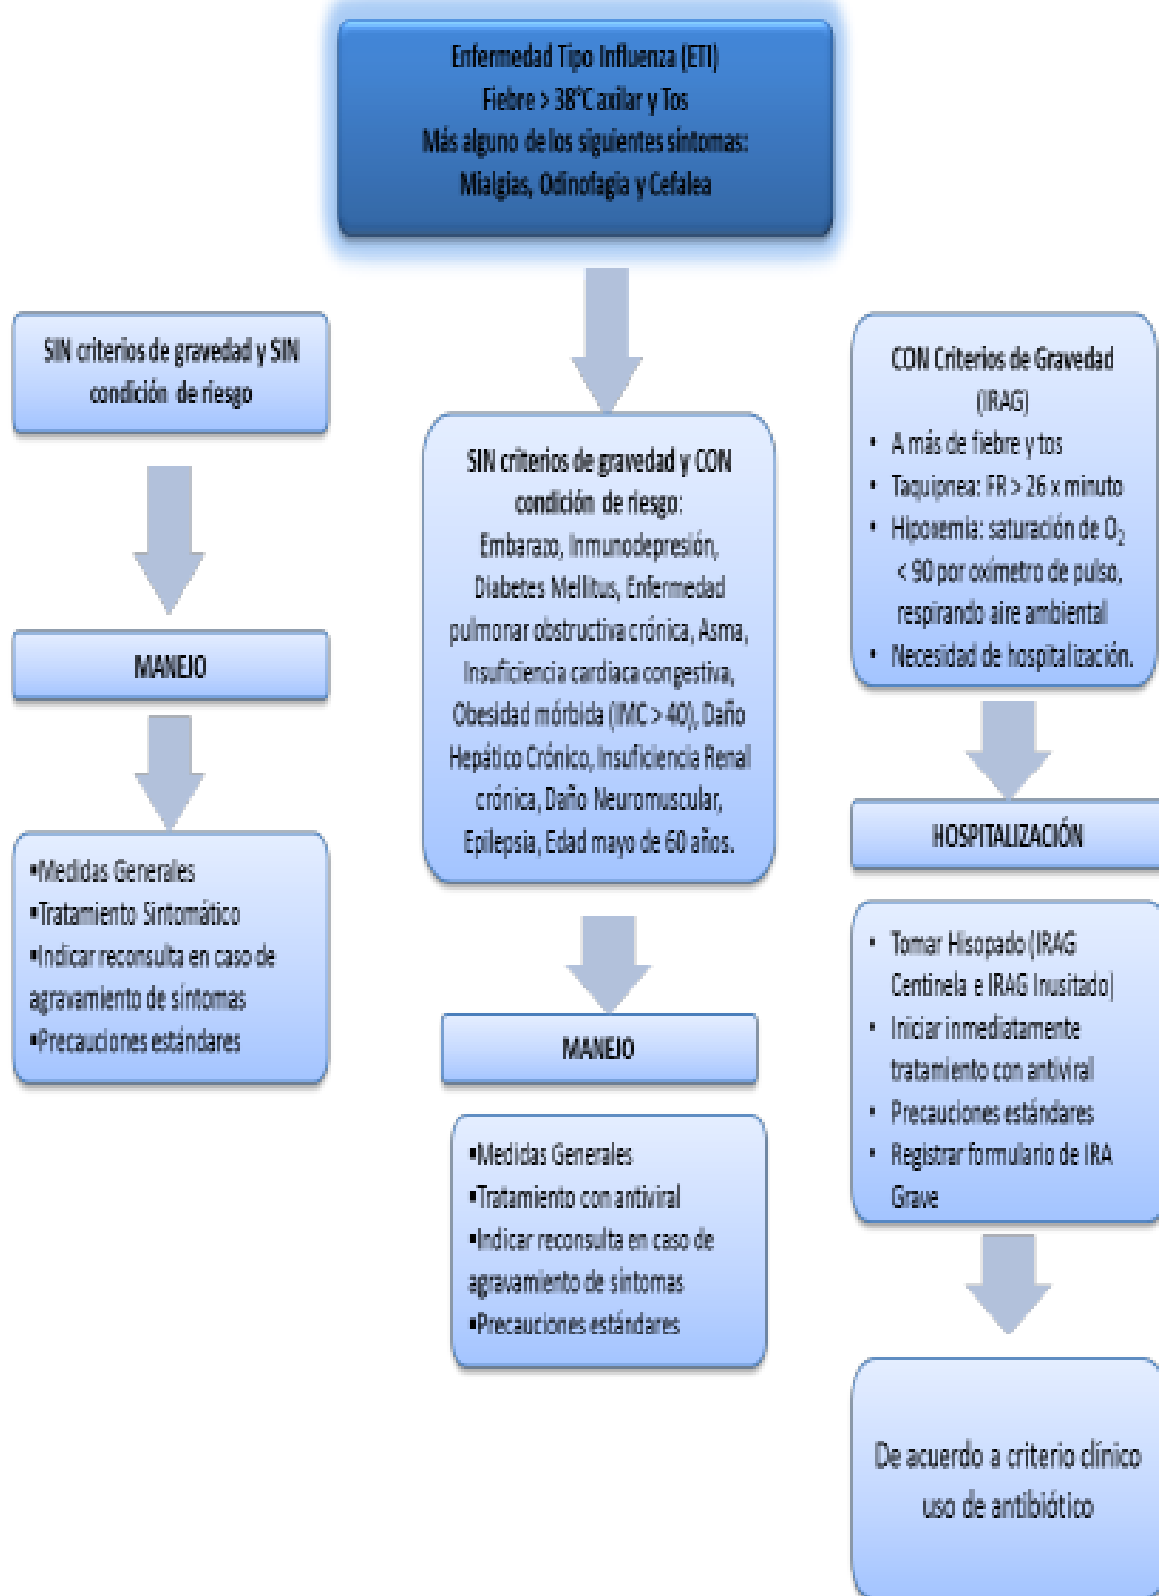 Enfermedad Tipo Influenza (ETI)
Fiebre > 38°C axilar y Tos
Más alguno de los siguientes síntomas:
Mialgias, Odinofagia y Cefalea
SIN criterios de gravedad y SIN
condición de riesgo
MANEJO
▪Medidas Generales
▪Tratamiento Sintomático
▪Indicar reconsulta en caso de
agravamiento de síntomas
▪Precauciones estándares
SIN criterios de gravedad y CON
condición de riesgo:
Embarazo, Inmunodepresión,
Diabetes Mellitus, Enfermedad
pulmonar obstructiva crónica, Asma,
Insuficiencia cardiaca congestiva,
Obesidad mórbida (IMC > 40), Daño
Hepático Crónico, Insuficiencia Renal
crónica, Daño Neuromuscular,
Epilepsia, Edad mayo de 60 años.
MANEJO
▪Medidas Generales
▪Tratamiento con antiviral
▪Indicar reconsulta en caso de
agravamiento de síntomas
▪Precauciones estándares
CON Criterios de Gravedad
(IRAG)
• A más de fiebre y tos
• Taquipnea: FR > 26 x minuto
• Hipoxemia: saturación de O₂
< 90 por oxímetro de pulso,
respirando aire ambiental
• Necesidad de hospitalización.
HOSPITALIZACIÓN
• Tomar Hisopado (IRAG
Centinela e IRAG Inusitado)
• Iniciar inmediatamente
tratamiento con antiviral
• Precauciones estándares
• Registrar formulario de IRA
Grave
De acuerdo a criterio clínico
uso de antibiótico